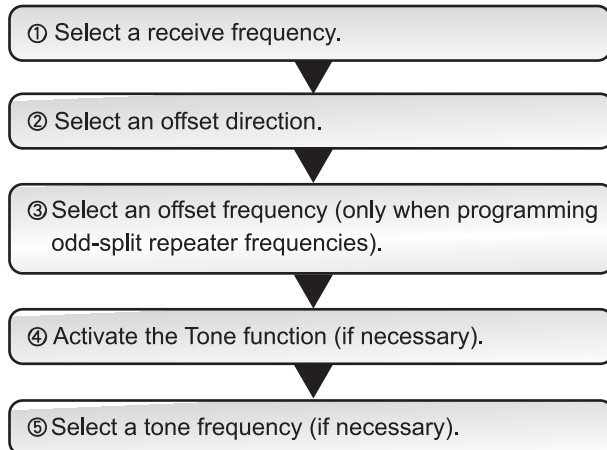 ① Select a receive frequency.
② Select an offset direction.
③ Select an offset frequency (only when programming
odd-split repeater frequencies).
④ Activate the Tone function (if necessary).
⑤ Select a tone frequency (if necessary).